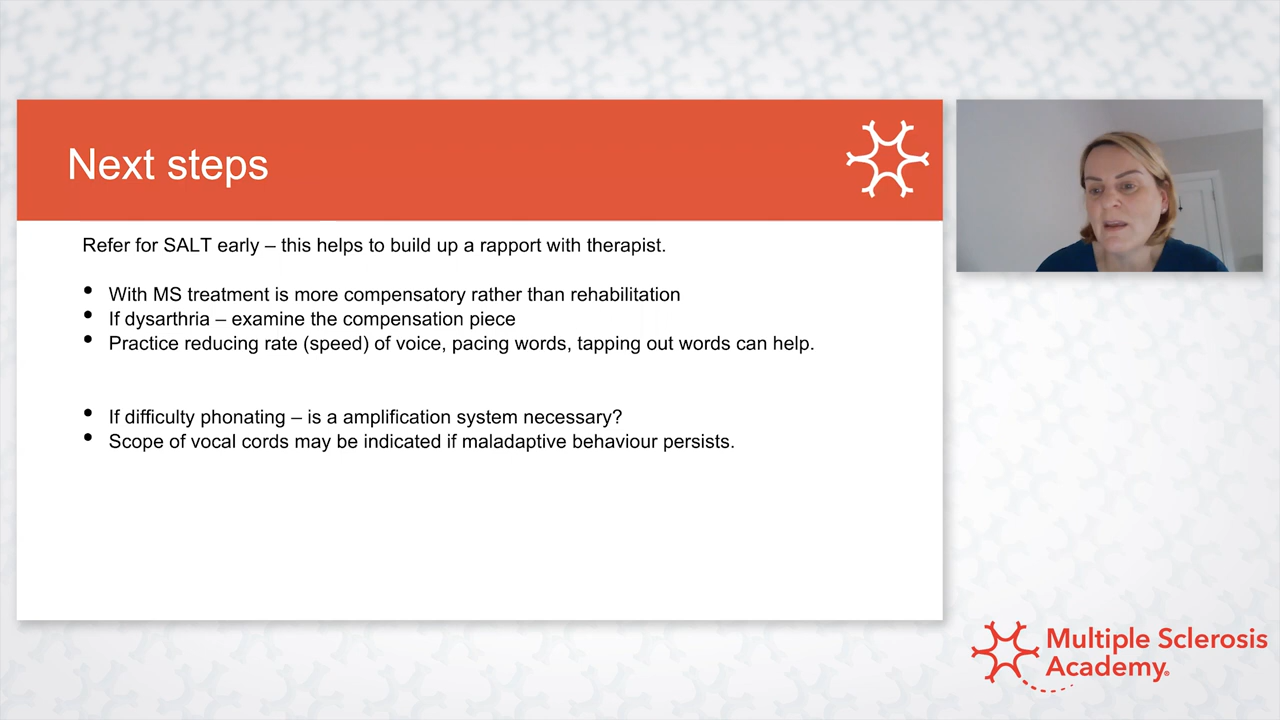 Next steps
Refer for SALT early – this helps to build up a rapport with therapist.
• With MS treatment is more compensatory rather than rehabilitation
• If dysarthria – examine the compensation piece
• Practice reducing rate (speed) of voice, pacing words, tapping out words can help.
• If difficulty phonating – is a amplification system necessary?
• Scope of vocal cords may be indicated if maladaptive behaviour persists.
Multiple Sclerosis
Academy®